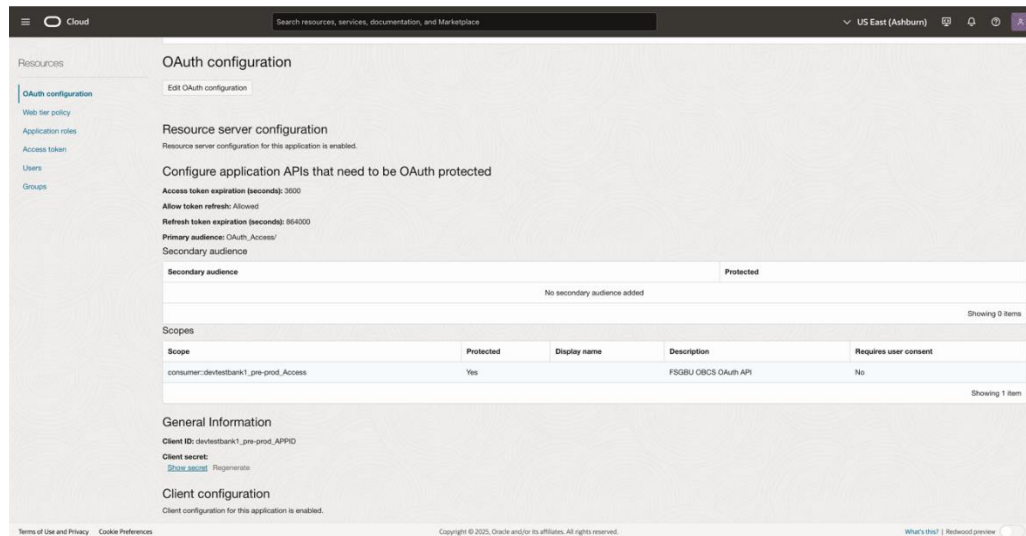 Cloud
Search resources, services, documentation, and Marketplace
US East (Ashburn)
Resources
OAuth configuration
Web tier policy
Application roles
Access token
Users
Groups
OAuth configuration
Edit OAuth configuration
Resource server configuration
Resource server configuration for this application is enabled.
Configure application APIs that need to be OAuth protected
Access token expiration (seconds): 3600
Allow token refresh: Allowed
Refresh token expiration (seconds): 864000
Primary audience: OAuth_Access/
Secondary audience
Secondary audience Protected
No secondary audience added
Showing 0 items
Scopes
Scope Protected Display name Description Requires user consent
consumer::devtestbank1_pre-prod_Access Yes FSGBU OBCS OAuth API No
Showing 1 item
General Information
Client ID: devtestbank1_pre-prod_APPID
Client secret:
Show secret Regenerate
Client configuration
Client configuration for this application is enabled.
Terms of Use and Privacy Cookie Preferences Copyright © 2025, Oracle and/or its affiliates. All rights reserved. What's this? | Redwood preview